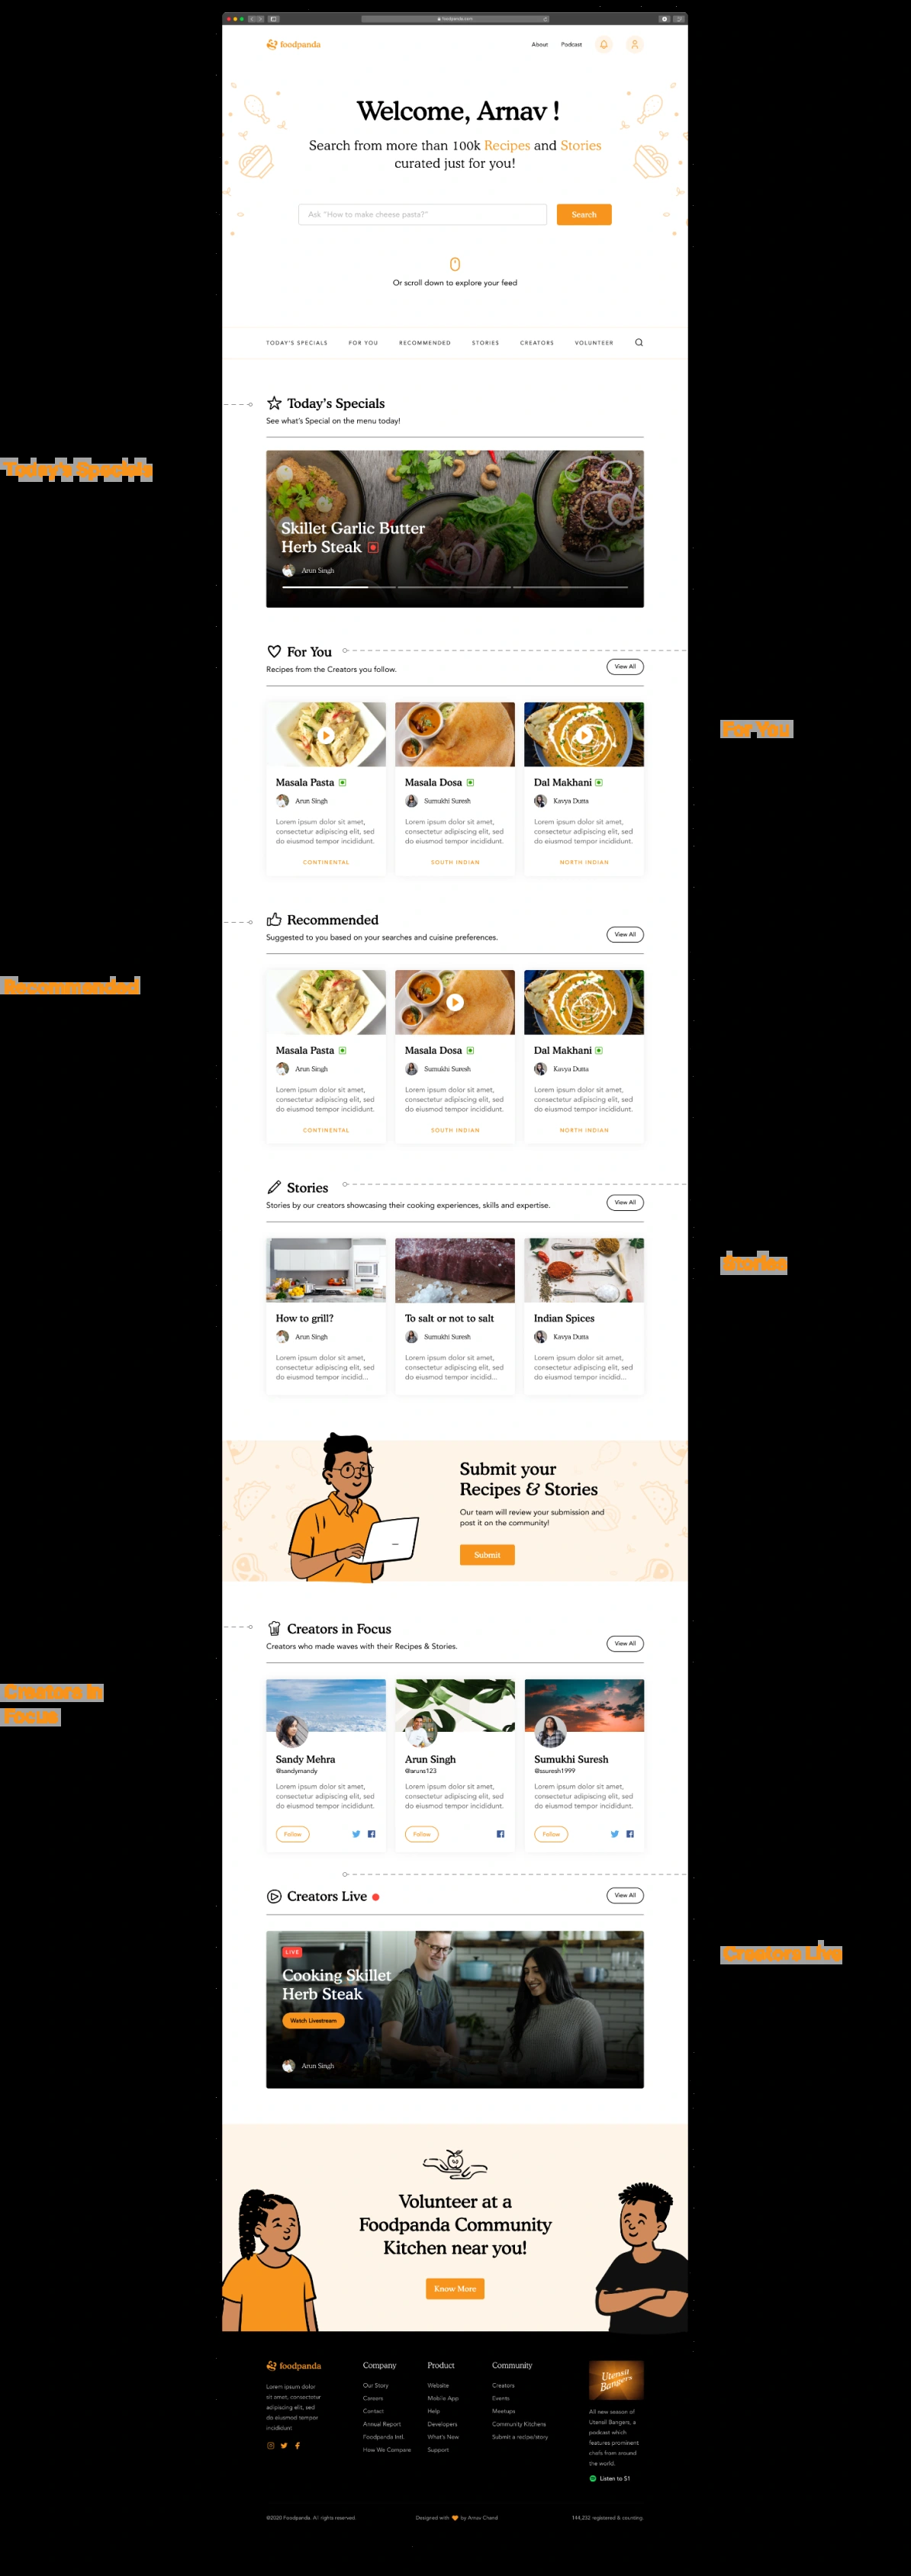 foodpanda.com
foodpanda
About
Podcast
Welcome, Arnav !
Search from more than 100k Recipes and Stories
curated just for you!
Ask "How to make cheese pasta?"
Search
Or scroll down to explore your feed
TODAY'S SPECIALS
FOR YOU
RECOMMENDED
STORIES
CREATORS
VOLUNTEER
Today's Specials
See what's Special on the menu today!
Today's Specials
Skillet Garlic Butter
Herb Steak
Arun Singh
For You
Recipes from the Creators you follow.
View All
For You
Masala Pasta
Arun Singh
Lorem ipsum dolor sit amet,
consectetur adipiscing elit, sed
do eiusmod tempor incididunt.
CONTINENTAL
Masala Dosa
Sumukhi Suresh
Lorem ipsum dolor sit amet,
consectetur adipiscing elit, sed
do eiusmod tempor incididunt.
SOUTH INDIAN
Dal Makhani
Kavya Dutta
Lorem ipsum dolor sit amet,
consectetur adipiscing elit, sed
do eiusmod tempor incididunt.
NORTH INDIAN
Recommended
Suggested to you based on your searches and cuisine preferences.
View All
Recommended
Masala Pasta
Arun Singh
Lorem ipsum dolor sit amet,
consectetur adipiscing elit, sed
do eiusmod tempor incididunt.
CONTINENTAL
Masala Dosa
Sumukhi Suresh
Lorem ipsum dolor sit amet,
consectetur adipiscing elit, sed
do eiusmod tempor incididunt.
SOUTH INDIAN
Dal Makhani
Kavya Dutta
Lorem ipsum dolor sit amet,
consectetur adipiscing elit, sed
do eiusmod tempor incididunt.
NORTH INDIAN
Stories
Stories by our creators showcasing their cooking experiences, skills and expertise.
View All
Stories
How to grill?
Arun Singh
Lorem ipsum dolor sit amet,
consectetur adipiscing elit, sed
do eiusmod tempor incidid...
To salt or not to salt
Sumukhi Suresh
Lorem ipsum dolor sit amet,
consectetur adipiscing elit, sed
do eiusmod tempor incidid...
Indian Spices
Kavya Dutta
Lorem ipsum dolor sit amet,
consectetur adipiscing elit, sed
do eiusmod tempor incidid...
Submit your
Recipes & Stories
Our team will review your submission and
post it on the community!
Submit
Creators in Focus
Creators who made waves with their Recipes & Stories.
View All
Creators in
Focus
Sandy Mehra
@sandymandy
Lorem ipsum dolor sit amet,
consectetur adipiscing elit, sed
do eiusmod tempor incididunt.
Follow
Arun Singh
@aruns123
Lorem ipsum dolor sit amet,
consectetur adipiscing elit, sed
do eiusmod tempor incididunt.
Follow
Sumukhi Suresh
@ssuresh1999
Lorem ipsum dolor sit amet,
consectetur adipiscing elit, sed
do eiusmod tempor incididunt.
Follow
Creators Live
View All
Creators Live
LIVE
Cooking Skillet
Herb Steak
Watch Livestream
Arun Singh
Volunteer at a
Foodpanda Community
Kitchen near you!
Know More
foodpanda
Lorem ipsum dolor
sit amet, consectetur
adipiscing elit, sed
do eiusmod tempor
incididunt
Company
Our Story
Careers
Contact
Annual Report
Foodpanda Intl.
How We Compare
Product
Website
Mobile App
Help
Developers
What's New
Support
Community
Creators
Events
Meetups
Community Kitchens
Submit a recipe/story
Utensil
Bangers
All new season of
Utensil Bangers, a
podcast which
features prominent
chefs from around
the world.
Listen to S1
©2020 Foodpanda. All rights reserved.
Designed with 🧡 by Arnav Chand
144,232 registered & counting.